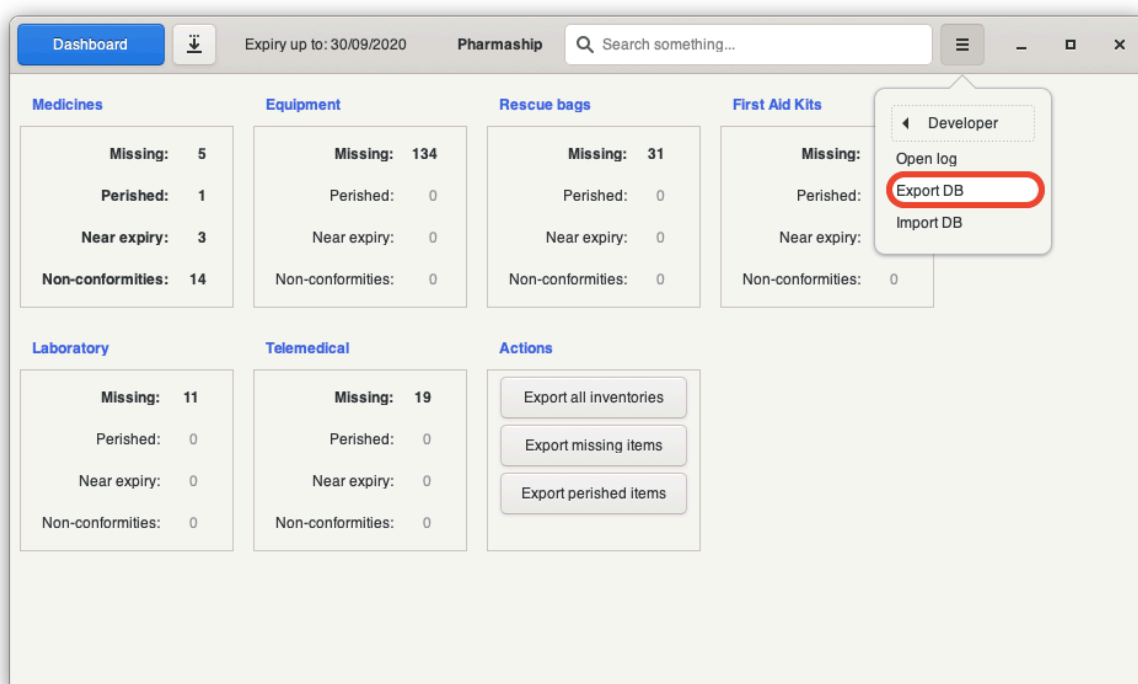 Dashboard
Expiry up to: 30/09/2020
Pharmaship
Search something...
Medicines
Missing: 5
Perished: 1
Near expiry: 3
Non-conformities: 14
Equipment
Missing: 134
Perished: 0
Near expiry: 0
Non-conformities: 0
Rescue bags
Missing: 31
Perished: 0
Near expiry: 0
Non-conformities: 0
First Aid Kits
Missing:
Perished:
Near expiry:
Non-conformities: 0
Developer
Open log
Export DB
Import DB
Laboratory
Missing: 11
Perished: 0
Near expiry: 0
Non-conformities: 0
Telemedical
Missing: 19
Perished: 0
Near expiry: 0
Non-conformities: 0
Actions
Export all inventories
Export missing items
Export perished items